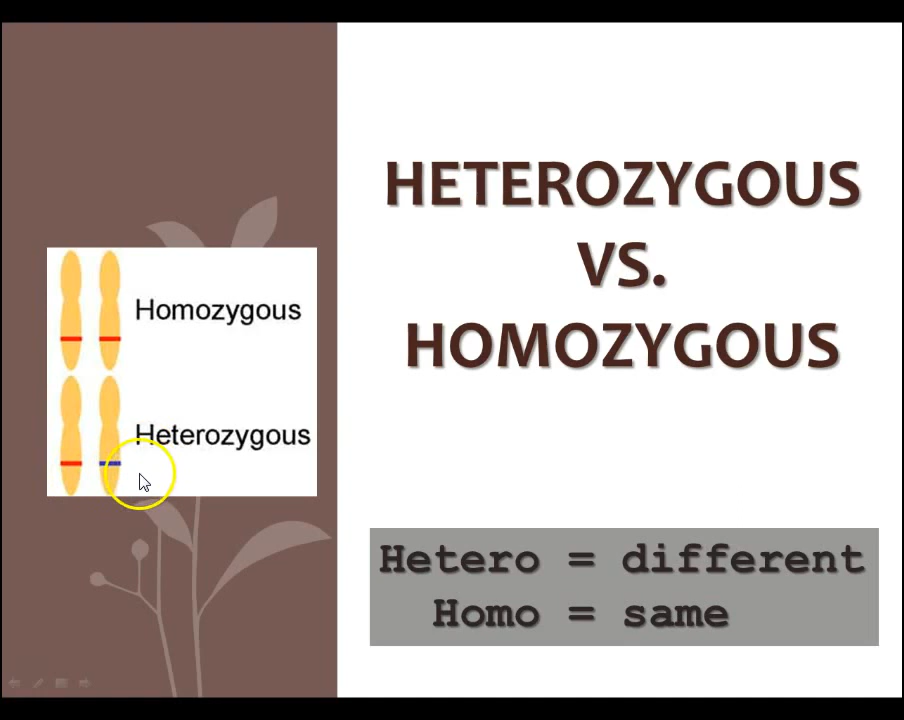 HETEROZYGOUS
VS.
HOMOZYGOUS
Homozygous
Heterozygous
Hetero = different
Homo = same